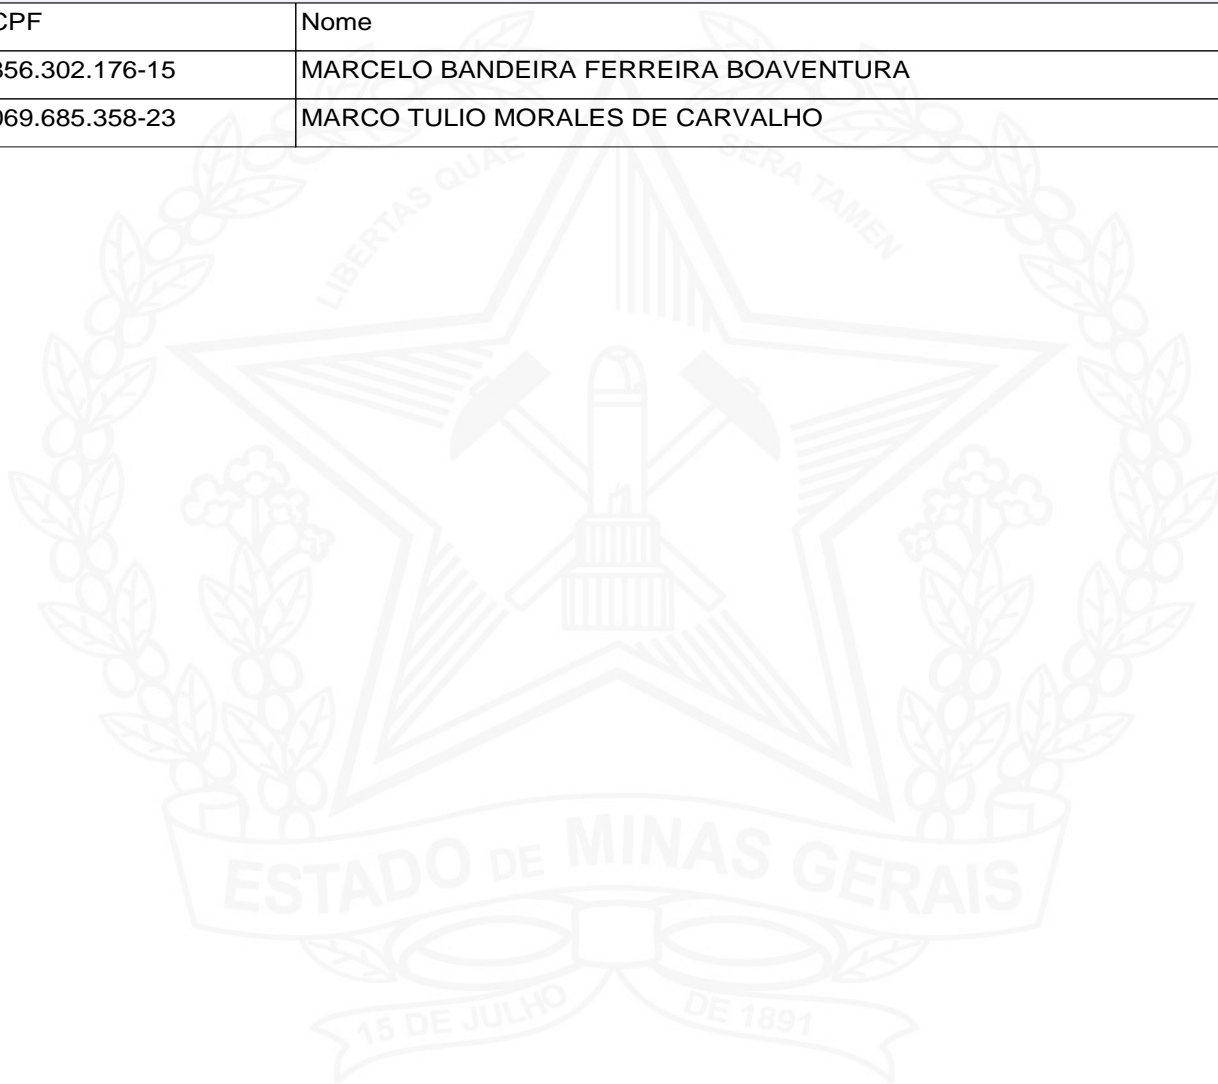 CPF Nome
856.302.176-15 MARCELO BANDEIRA FERREIRA BOAVENTURA
069.685.358-23 MARCO TULIO MORALES DE CARVALHO
LIBERTAS QUAE SERA TAMEN
ESTADO DE MINAS GERAIS
15 DE JULHO DE 1891